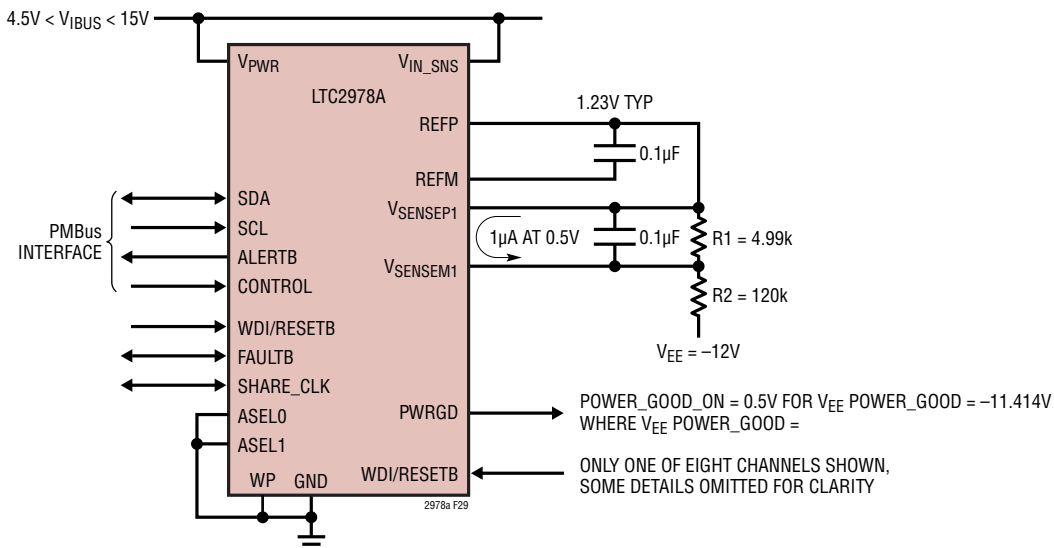 4.5V < VIBUS < 15V
VPWR
VIN_SNS
LTC2978A
1.23V TYP
REFP
0.1µF
REFM
SDA
VSENSEP1
SCL
1µA AT 0.5V
0.1µF
R1 = 4.99k
PMBus
INTERFACE
ALERTB
VSENSEM1
CONTROL
R2 = 120k
WDI/RESETB
VEE = –12V
FAULTB
SHARE_CLK
ASEL0
PWRGD
POWER_GOOD_ON = 0.5V FOR VEE POWER_GOOD = –11.414V
WHERE VEE POWER_GOOD =
ASEL1
WP
GND
WDI/RESETB
ONLY ONE OF EIGHT CHANNELS SHOWN,
SOME DETAILS OMITTED FOR CLARITY
2978a F29